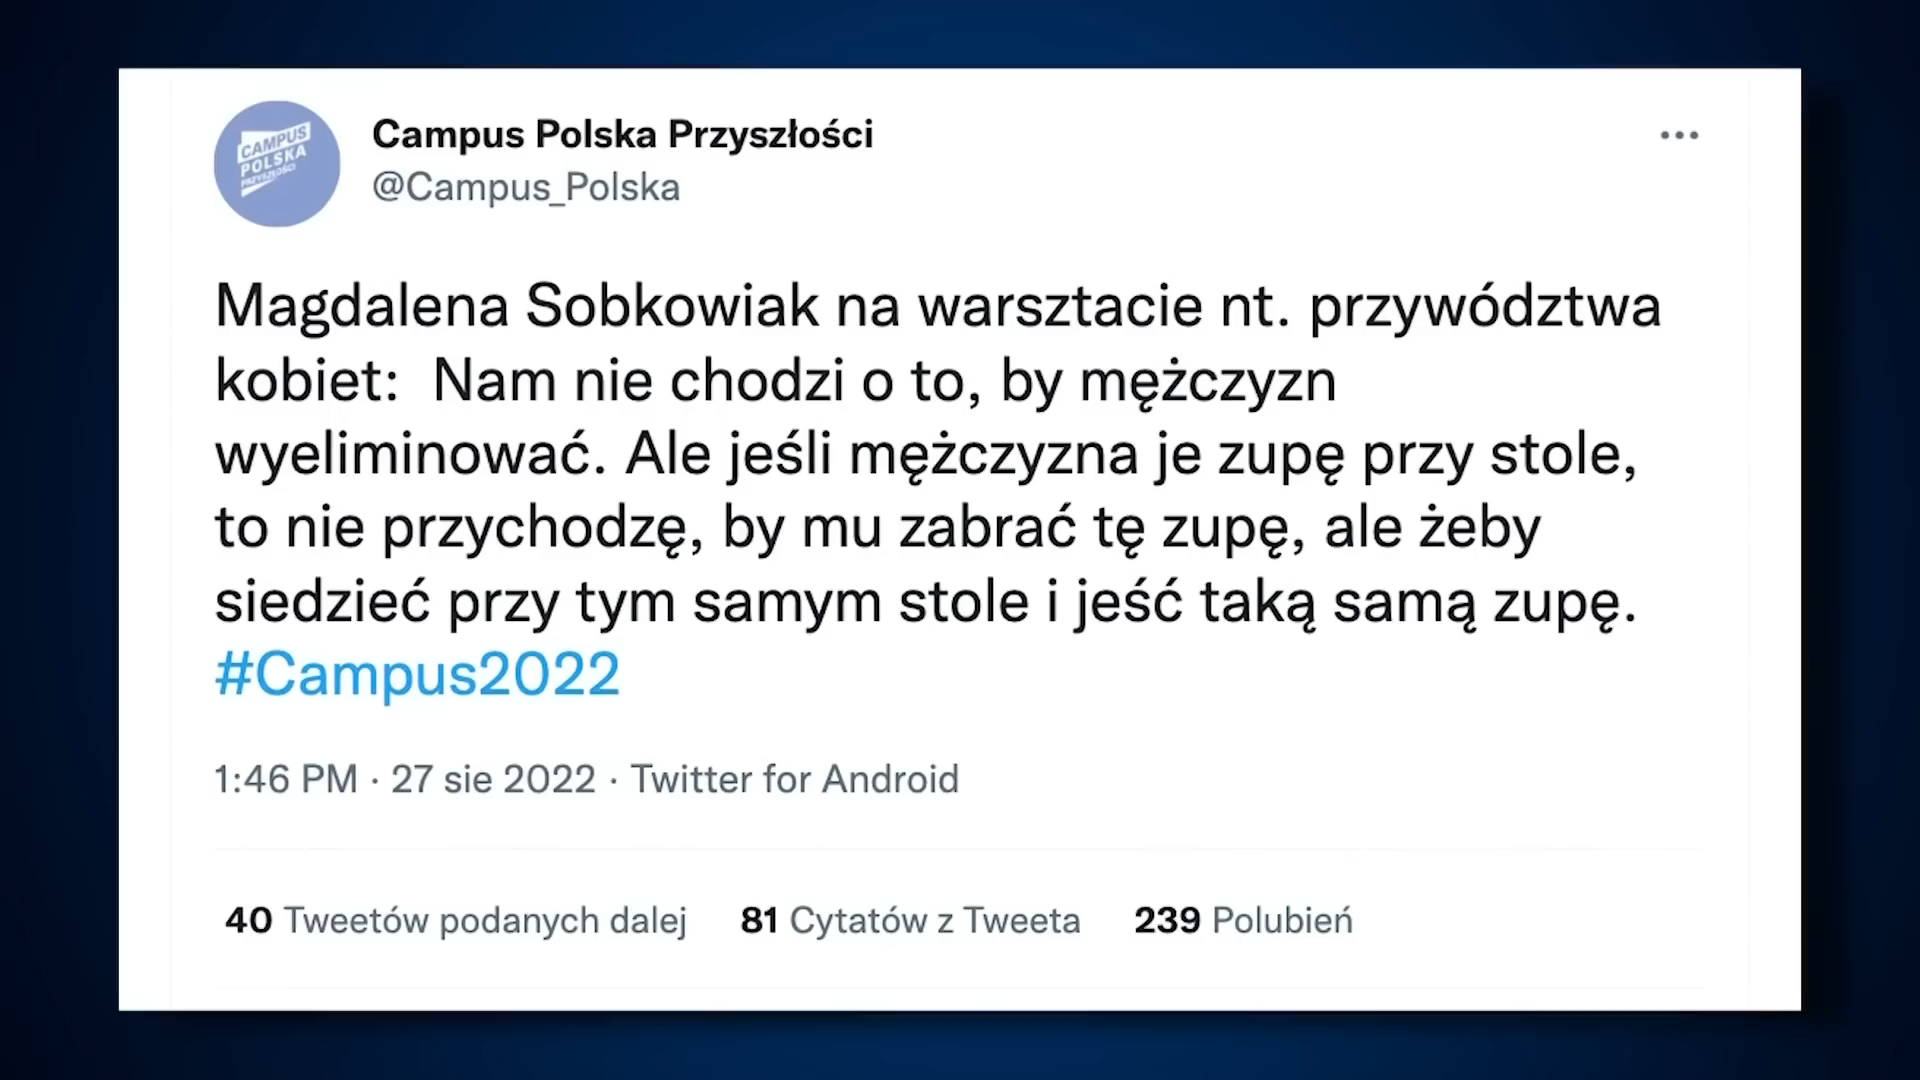 CAMPUS
POLSKA
PRZYSZŁOŚCI
Campus Polska Przyszłości
@Campus_Polska
Magdalena Sobkowiak na warsztacie nt. przywództwa
kobiet:  Nam nie chodzi o to, by mężczyzn
wyeliminować. Ale jeśli mężczyzna je zupę przy stole,
to nie przychodzę, by mu zabrać tę zupę, ale żeby
siedzieć przy tym samym stole i jeść taką samą zupę.
#Campus2022
1:46 PM · 27 sie 2022 · Twitter for Android
40 Tweetów podanych dalej 81 Cytatów z Tweeta 239 Polubień